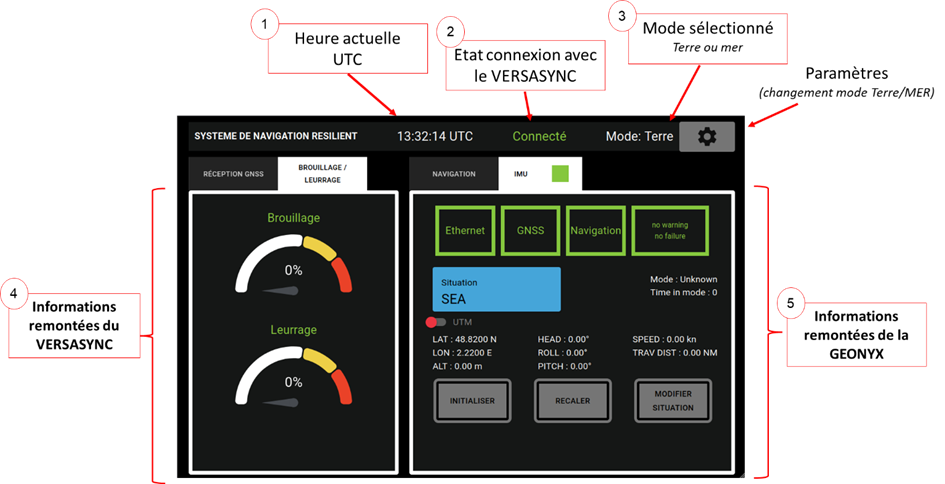 1
Heure actuelle
UTC
2
Etat connexion avec
le VERSASYNC
3
Mode sélectionné
Terre ou mer
Paramètres
(changement mode Terre/MER)
SYSTEME DE NAVIGATION RESILIENT
13:32:14 UTC
Connecté
Mode: Terre
RÉCEPTION GNSS
BROUILLAGE /
LEURRAGE
NAVIGATION
IMU
4
Informations
remontées du
VERSASYNC
Brouillage
0%
Leurrage
0%
Ethernet
GNSS
Navigation
no warning
no failure
Situation
SEA
Mode : Unknown
Time in mode : 0
UTM
LAT : 48.8200 N
LON : 2.2200 E
ALT : 0.00 m
HEAD : 0.00°
ROLL : 0.00°
PITCH : 0.00°
SPEED : 0.00 kn
TRAV DIST : 0.00 NM
INITIALISER
RECALER
MODIFIER
SITUATION
5
Informations
remontées de la
GEONYX